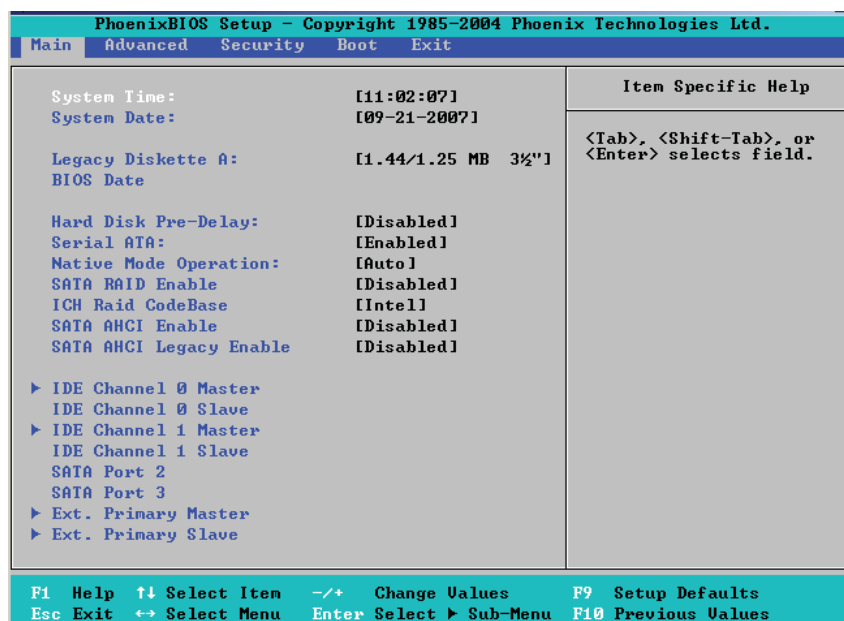 PhoenixBIOS Setup – Copyright 1985-2004 Phoenix Technologies Ltd.
Main Advanced Security Boot Exit
System Time: [11:02:07]
System Date: [09-21-2007]
Legacy Diskette A: [1.44/1.25 MB 3½"]
BIOS Date
Hard Disk Pre-Delay: [Disabled]
Serial ATA: [Enabled]
Native Mode Operation: [Auto]
SATA RAID Enable [Disabled]
ICH Raid CodeBase [Intel]
SATA AHCI Enable [Disabled]
SATA AHCI Legacy Enable [Disabled]
▶ IDE Channel 0 Master
IDE Channel 0 Slave
▶ IDE Channel 1 Master
IDE Channel 1 Slave
SATA Port 2
SATA Port 3
▶ Ext. Primary Master
▶ Ext. Primary Slave
Item Specific Help
<Tab>, <Shift-Tab>, or
<Enter> selects field.
F1 Help ↑↓ Select Item -/+ Change Values F9 Setup Defaults
Esc Exit ↔ Select Menu Enter Select ▶ Sub-Menu F10 Previous Values